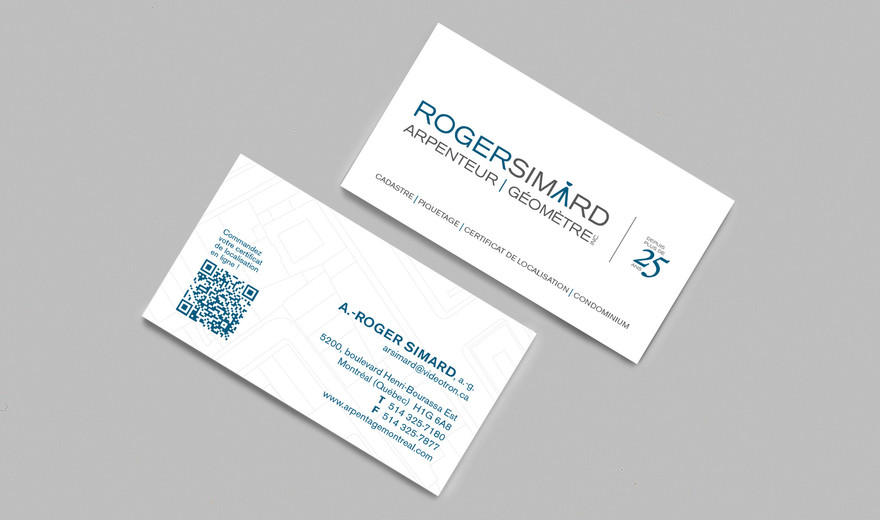 ROGERSIMARD
ARPENTEUR | GÉOMÈTRE INC.
CADASTRE | PIQUETAGE | CERTIFICAT DE LOCALISATION | CONDOMINIUM
DEPUIS
PLUS DE
25
ANS
Commandez
votre certificat
de localisation
en ligne !
A.-ROGER SIMARD, a.-g.
arsimard@videotron.ca
5200, boulevard Henri-Bourassa Est
Montréal (Québec) H1G 6A8
T 514 325-7180
F 514 325-7877
www.arpentagemontreal.com